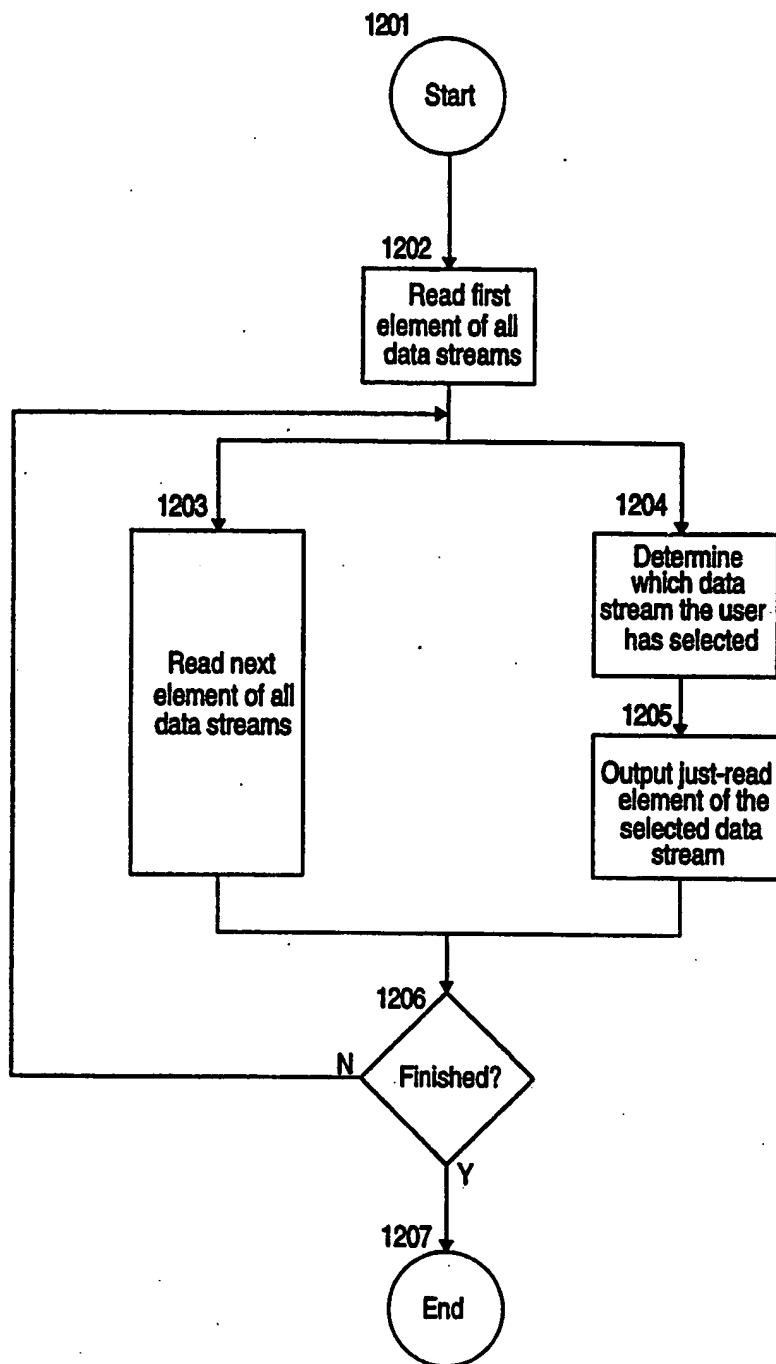 1201
Start
1202
Read first
element of all
data streams
1203
Read next
element of all
data streams
1204
Determine
which data
stream the user
has selected
1205
Output just-read
element of the
selected data
stream
1206
Finished?
N
Y
1207
End